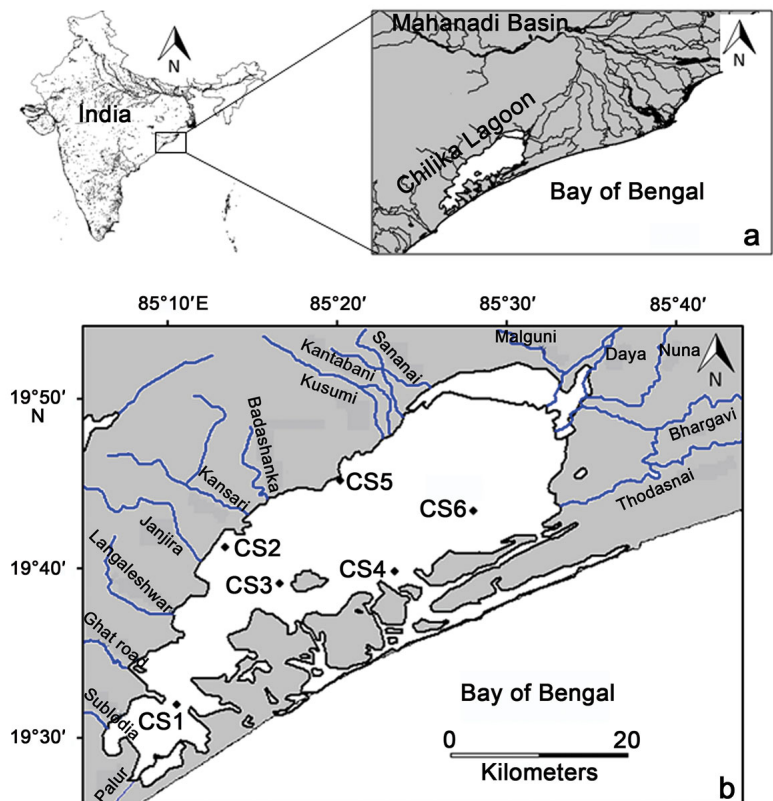 N
India
Mahanadi Basin
N
Chilika Lagoon
Bay of Bengal
a
85°10′E
85°20′
85°30′
85°40′
19°50′
N
19°40′
19°30′
Malguni
Daya
Nuna
N
Sananai
Kantabani
Kusumi
Badashanka
Bhargavi
Kansari
Thodasnai
Janjira
Langaleshwar
Ghat road
Sublodia
Palur
CS5
CS6
CS2
CS4
CS3
CS1
Bay of Bengal
0
20
Kilometers
b